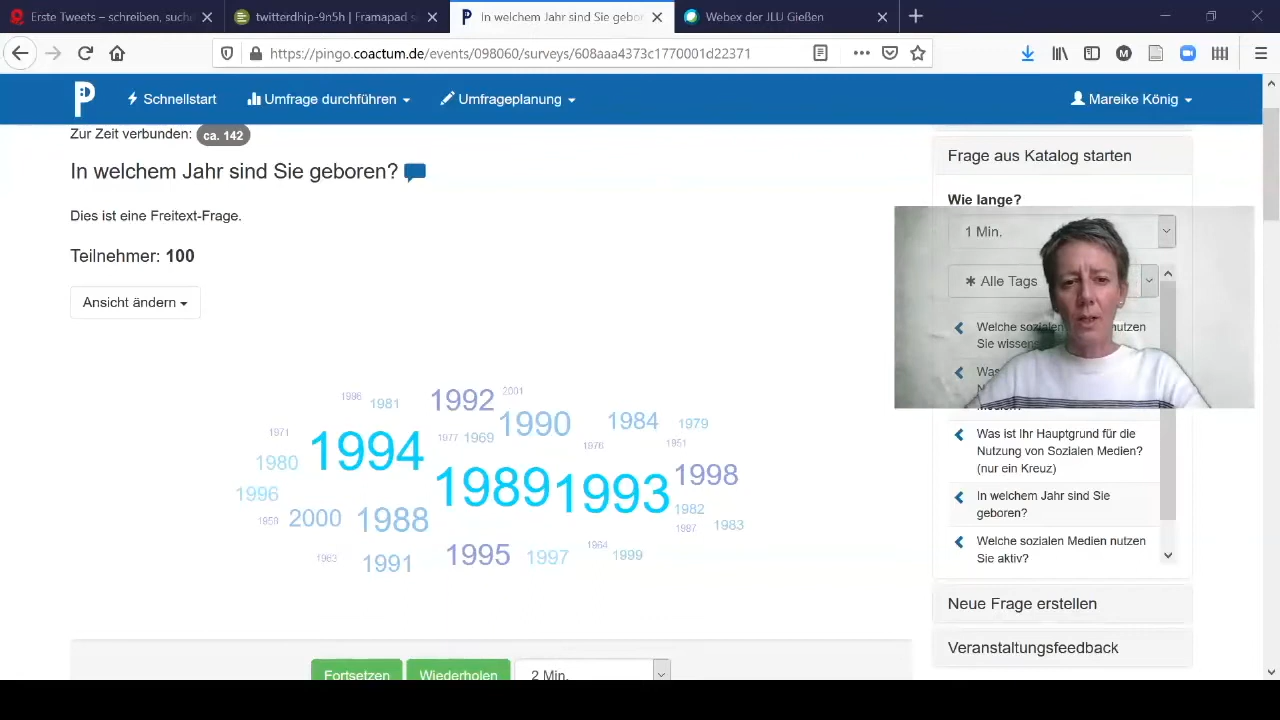 Erste Tweets – schreiben, suche
twitterdhip-9n5h | Framapad s
In welchem Jahr sind Sie gebor
Webex der JLU Gießen
https://pingo.coactum.de/events/098060/surveys/608aaa4373c1770001d22371
Schnellstart
Umfrage durchführen
Umfrageplanung
Mareike König
Zur Zeit verbunden: ca. 142
In welchem Jahr sind Sie geboren?
Dies ist eine Freitext-Frage.
Teilnehmer: 100
Ansicht ändern
1981
1992
2001
1994
1990
1984
1979
1971
1977
1969
1976
1951
1980
1989
1993
1998
1996
2000
1988
1982
1983
1991
1995
1997
1964
1999
Frage aus Katalog starten
Wie lange?
1 Min.
Alle Tags
Welche sozialen nutzen
Sie
Was
Was ist Ihr Hauptgrund für die
Nutzung von Sozialen Medien?
(nur ein Kreuz)
In welchem Jahr sind Sie
geboren?
Welche sozialen Medien nutzen
Sie aktiv?
Neue Frage erstellen
Veranstaltungsfeedback
Fortsetzen
Wiederholen
2 Min.